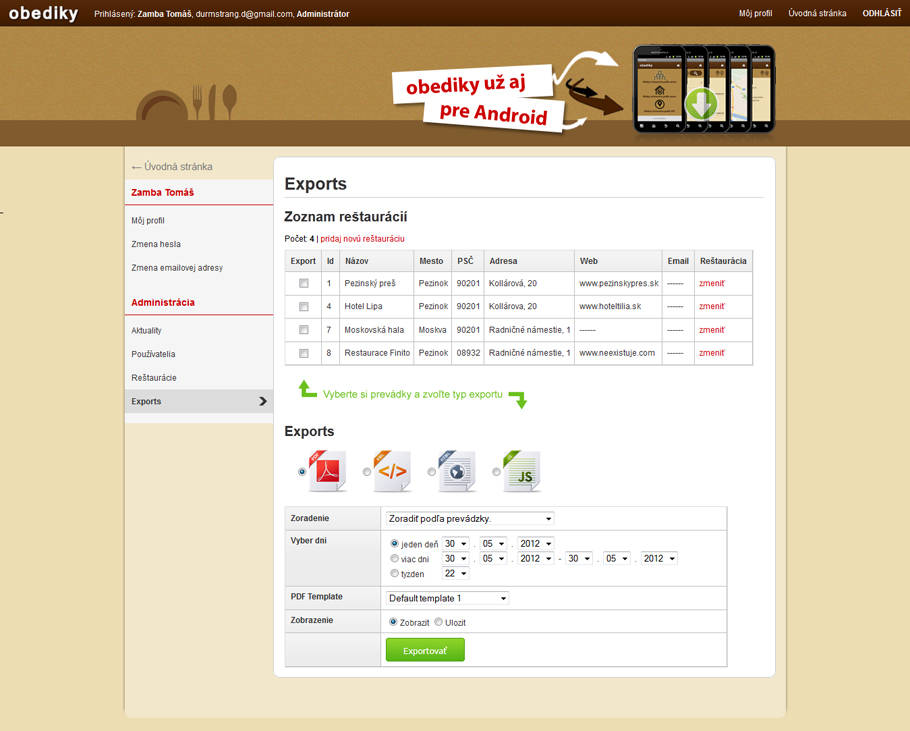 obediky Prihlásený: Zamba Tomáš, durmstrang.d@gmail.com, Administrátor Môj profil Úvodná stránka ODHLÁSIŤ
obediky už aj
pre Android
← Úvodná stránka
Zamba Tomáš
Môj profil
Zmena hesla
Zmena emailovej adresy
Administrácia
Aktuality
Používatelia
Reštaurácie
Exports
Exports
Zoznam reštaurácií
Počet: 4 | pridaj novú reštauráciu
Export Id Názov Mesto PSČ Adresa Web Email Reštaurácia
1 Pezinský preš Pezinok 90201 Kollárová, 20 www.pezinskypres.sk ------ zmeniť
4 Hotel Lipa Pezinok 90201 Kollárova, 20 www.hoteltilia.sk ------ zmeniť
7 Moskovská hala Moskva 90201 Radničné námestie, 1 ------ ------ zmeniť
8 Restaurace Finito Pezinok 08932 Radničné námestie, 1 www.neexistuje.com ------ zmeniť
Vyberte si prevádky a zvoľte typ exportu
Exports
PDF XML HTML JS
</> JS
Zoradenie Zoradiť podľa prevádzky.
Vyber dni jeden deň 30 . 05 . 2012
viac dni 30 . 05 . 2012 - 30 . 05 . 2012
tyzden 22
PDF Template Default template 1
Zobrazenie Zobrazit Ulozit
Exportovať